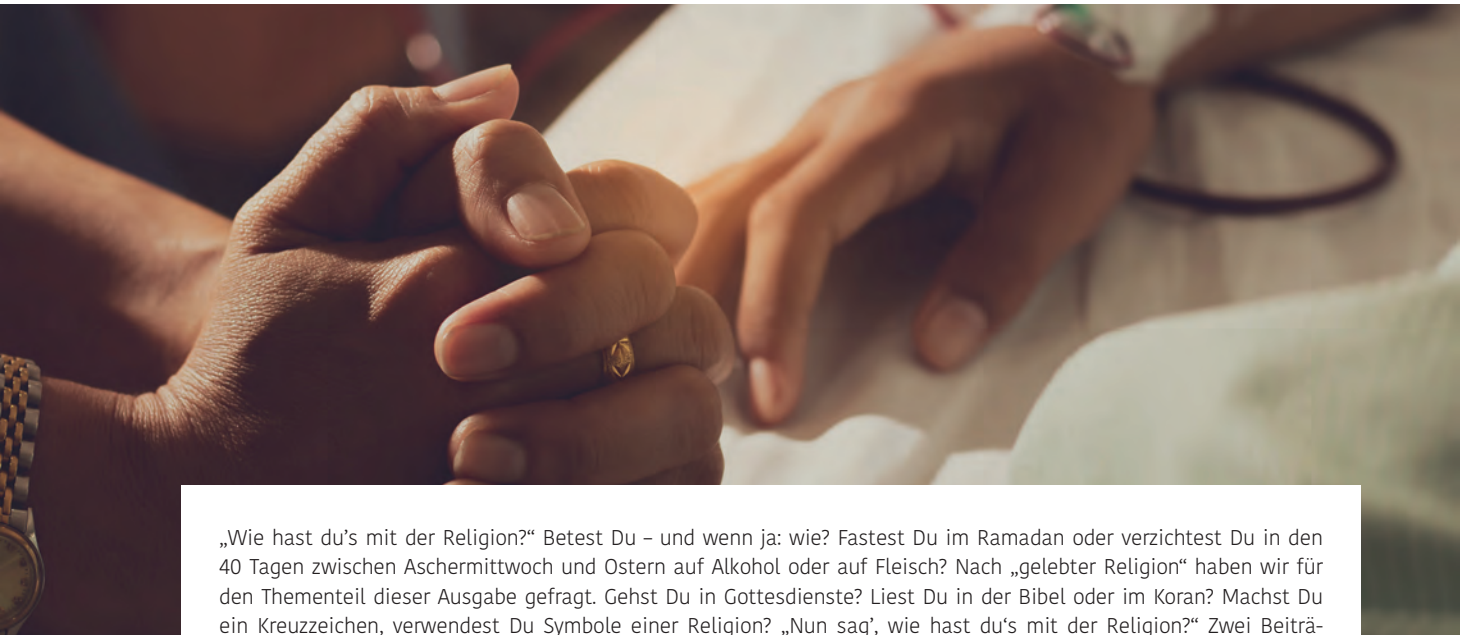 „Wie hast du’s mit der Religion?“ Betest Du – und wenn ja: wie? Fastest Du im Ramadan oder verzichtest Du in den
40 Tagen zwischen Aschermittwoch und Ostern auf Alkohol oder auf Fleisch? Nach „gelebter Religion“ haben wir für
den Thementeil dieser Ausgabe gefragt. Gehst Du in Gottesdienste? Liest Du in der Bibel oder im Koran? Machst Du
ein Kreuzzeichen, verwendest Du Symbole einer Religion? „Nun sag’, wie hast du‘s mit der Religion?“ Zwei Beiträ-